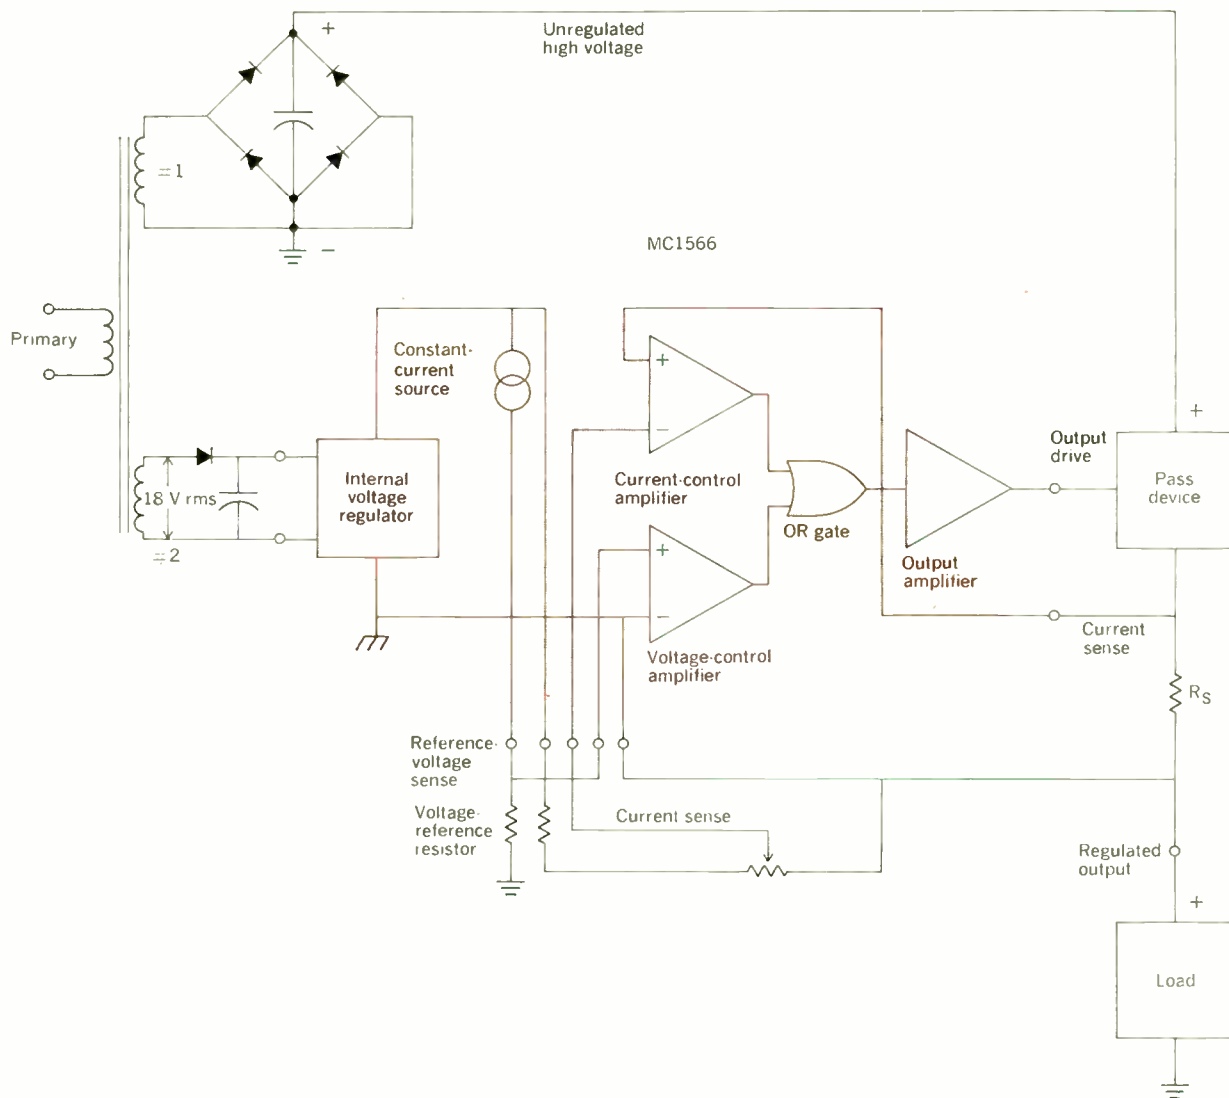 +
Unregulated
high voltage
=1
−
MC1566
Primary
Constant-
current
source
+
−
+
Output
drive
Internal
voltage
regulator
18 V rms
Current-control
amplifier
Pass
device
OR gate
=2
+
Output
amplifier
−
Current
sense
Voltage-control
amplifier
RS
Reference-
voltage
sense
Voltage-
reference
resistor
Current sense
Regulated
output
+
Load